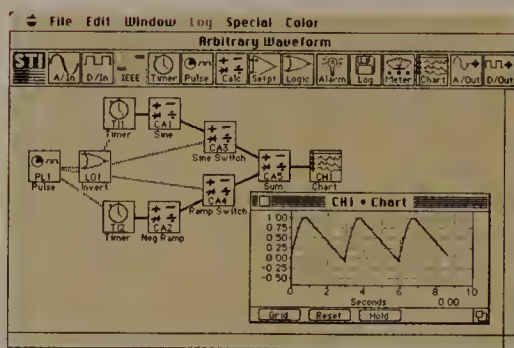 File Edit Window Log Special Color
Arbitrary Waveform
STI A/In D/In IEEE Timer Pulse Calc Setpt Logic Alarm Log Meter Chart A/Out D/Out
TI1 Timer
CA1 Sine
CA3 Sine Switch
PL1 Pulse
LO1 Invert
CA5 Sum
CH1 Chart
CA4 Ramp Switch
TI2 Timer
CA2 Neg Ramp
CH1 • Chart
1 00
0 75
0 50
0 25
0 00
-0 25
-0 50
0 2 4 6 8 10
Seconds 0 00
Grid Reset Hold